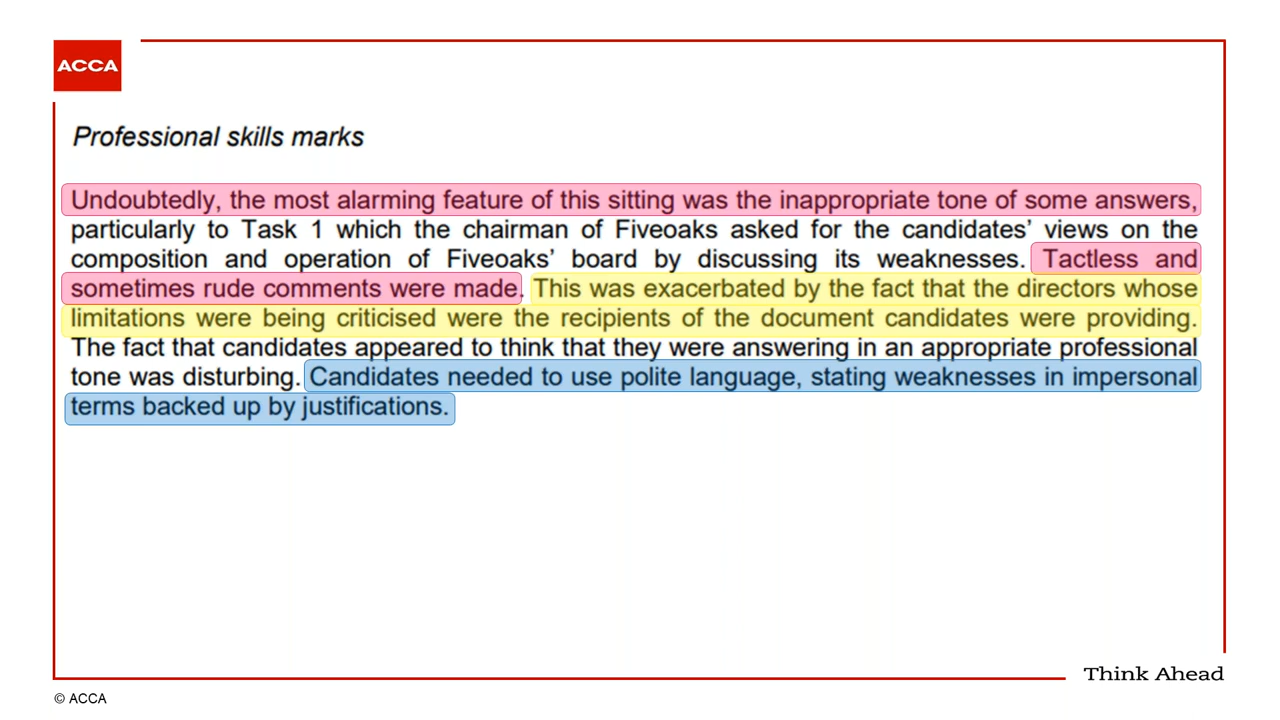 ACCA
Professional skills marks
Undoubtedly, the most alarming feature of this sitting was the inappropriate tone of some answers,
particularly to Task 1 which the chairman of Fiveoaks asked for the candidates’ views on the
composition and operation of Fiveoaks’ board by discussing its weaknesses. Tactless and
sometimes rude comments were made. This was exacerbated by the fact that the directors whose
limitations were being criticised were the recipients of the document candidates were providing.
The fact that candidates appeared to think that they were answering in an appropriate professional
tone was disturbing. Candidates needed to use polite language, stating weaknesses in impersonal
terms backed up by justifications.
Think Ahead
© ACCA